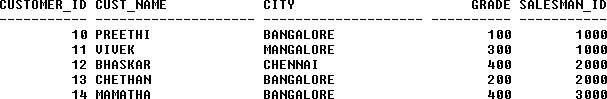 CUSTOMER_ID CUST_NAME CITY GRADE SALESMAN_ID
----------- -------------------- -------------------- ---------- -----------
10 PREETHI BANGALORE 100 1000
11 VIVEK MANGALORE 300 1000
12 BHASKAR CHENNAI 400 2000
13 CHETHAN BANGALORE 200 2000
14 MAMATHA BANGALORE 400 3000